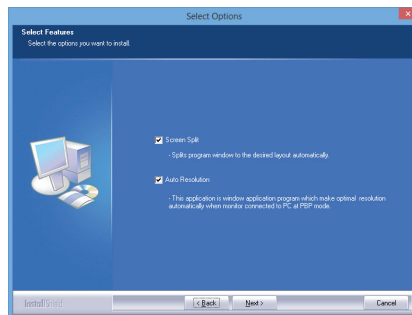 Select Options
Select Features
Select the options you want to install.
Screen Split
- Splits program window to the desired layout automatically.
Auto Resolution
- This application is window application program which make optimal resolution
automatically when monitor connected to PC at PBP mode.
InstallShield
< Back
Next >
Cancel